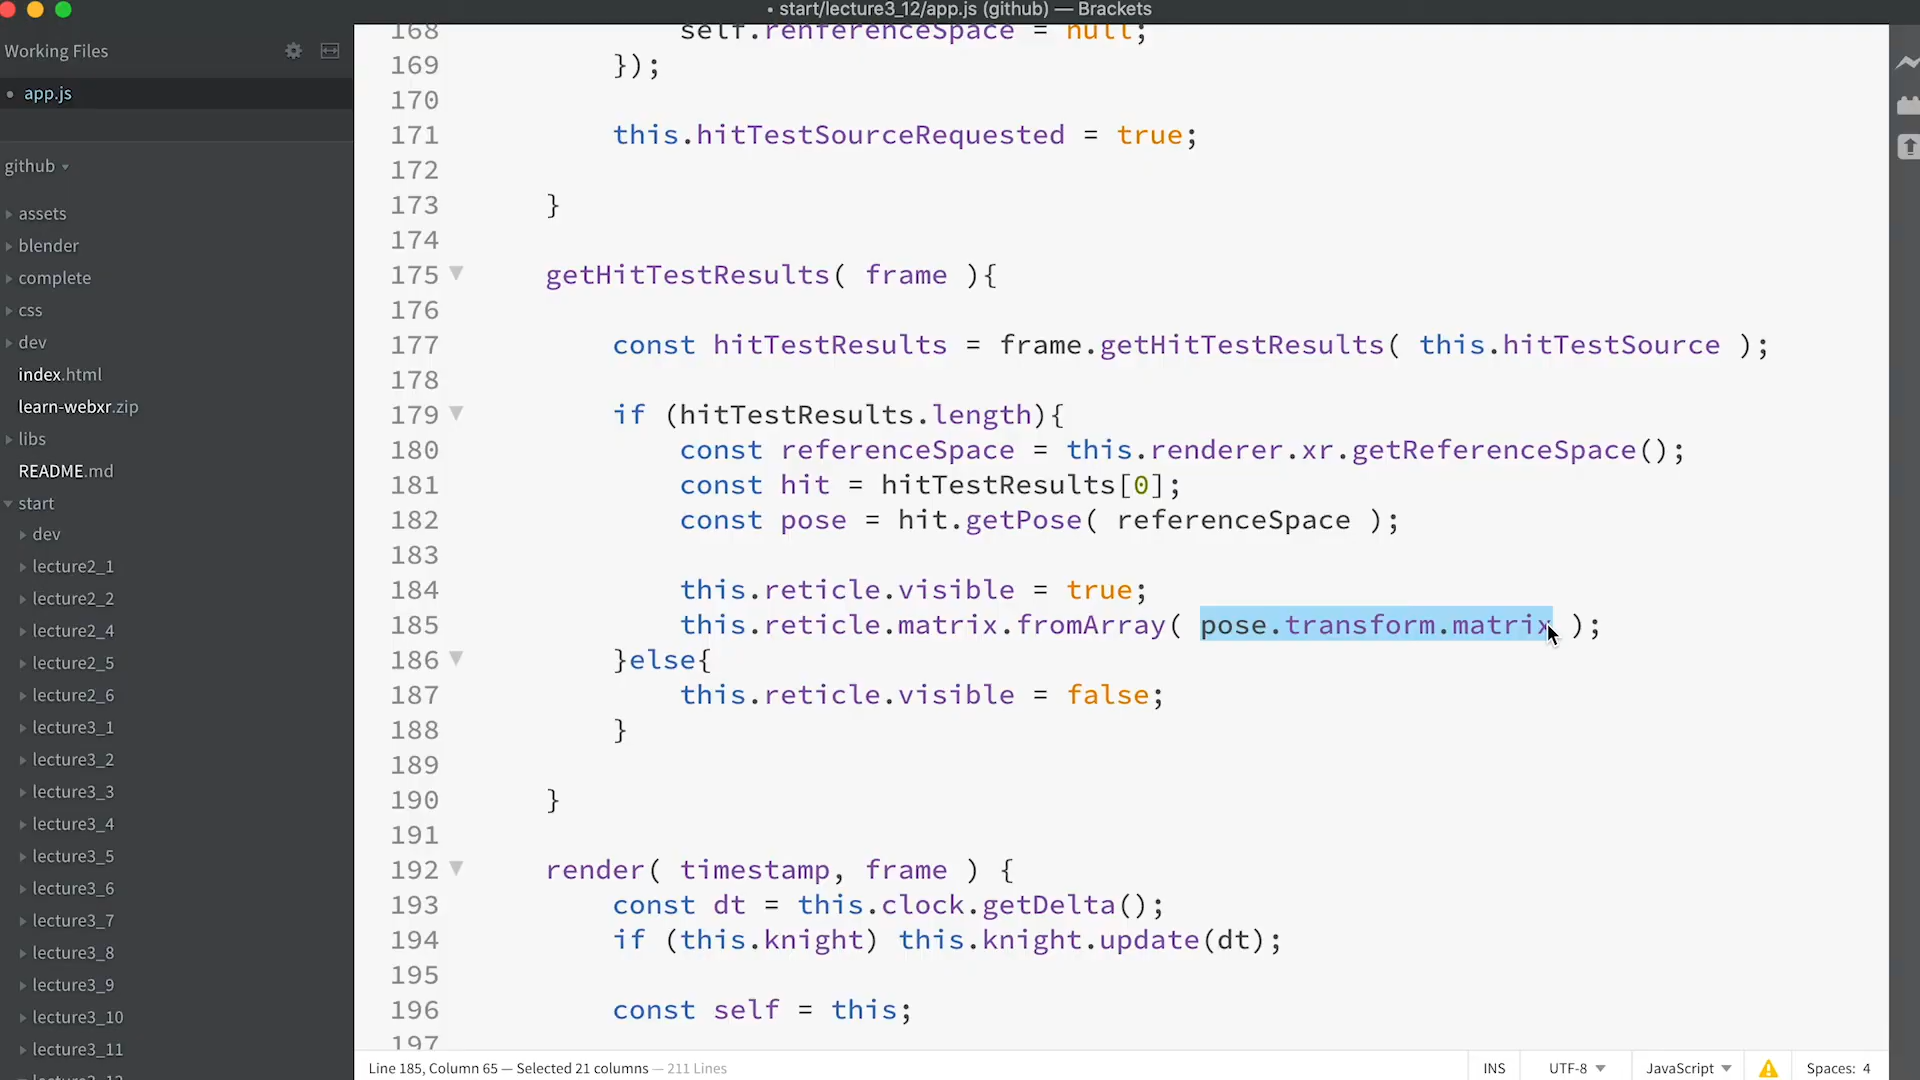 • start/lecture3_12/app.js (github) — Brackets
Working Files
• app.js
github
assets
blender
complete
css
dev
index.html
learn-webxr.zip
libs
README.md
start
dev
lecture2_1
lecture2_2
lecture2_4
lecture2_5
lecture2_6
lecture3_1
lecture3_2
lecture3_3
lecture3_4
lecture3_5
lecture3_6
lecture3_7
lecture3_8
lecture3_9
lecture3_10
lecture3_11
168 self.renferenceSpace = null;
169 });
170
171 this.hitTestSourceRequested = true;
172
173 }
174
175 getHitTestResults( frame ){
176
177 const hitTestResults = frame.getHitTestResults( this.hitTestSource );
178
179 if (hitTestResults.length){
180 const referenceSpace = this.renderer.xr.getReferenceSpace();
181 const hit = hitTestResults[0];
182 const pose = hit.getPose( referenceSpace );
183
184 this.reticle.visible = true;
185 this.reticle.matrix.fromArray( pose.transform.matrix );
186 }else{
187 this.reticle.visible = false;
188 }
189
190 }
191
192 render( timestamp, frame ) {
193 const dt = this.clock.getDelta();
194 if (this.knight) this.knight.update(dt);
195
196 const self = this;
197
Line 185, Column 65 — Selected 21 columns — 211 Lines
INS
UTF-8
JavaScript
Spaces: 4